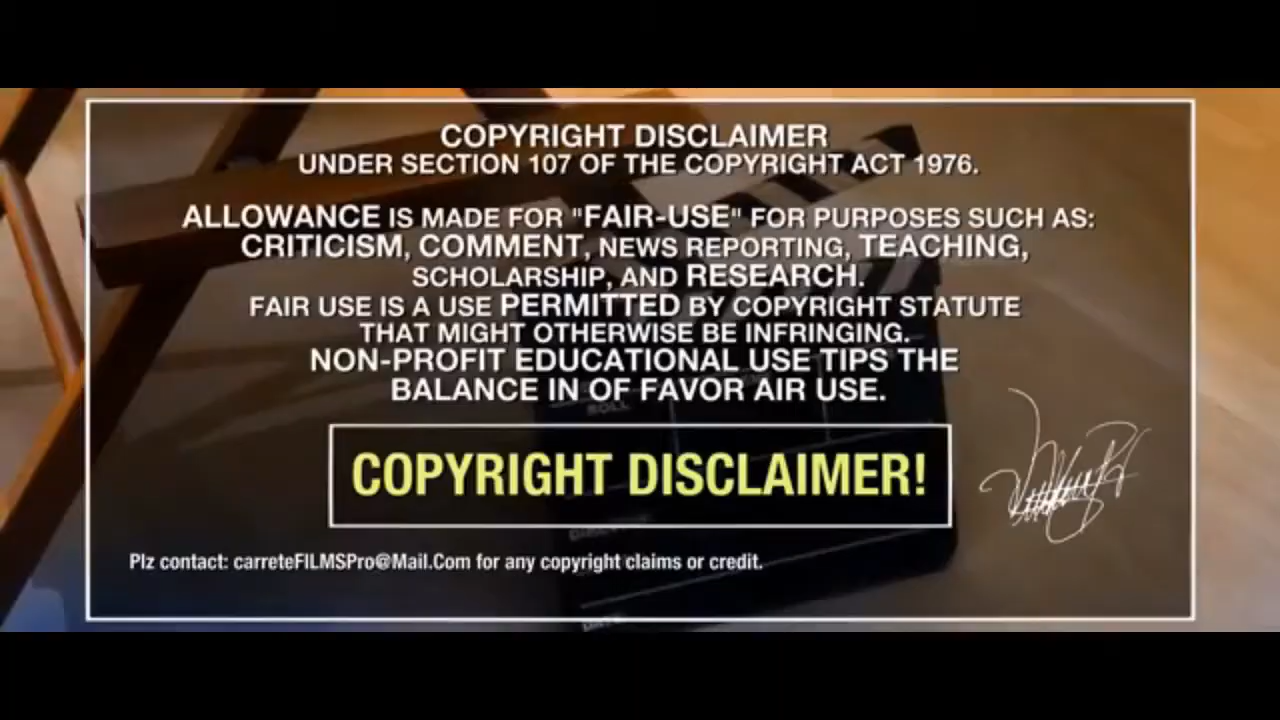 COPYRIGHT DISCLAIMER
UNDER SECTION 107 OF THE COPYRIGHT ACT 1976.
ALLOWANCE IS MADE FOR "FAIR-USE" FOR PURPOSES SUCH AS:
CRITICISM, COMMENT, NEWS REPORTING, TEACHING,
SCHOLARSHIP, AND RESEARCH.
FAIR USE IS A USE PERMITTED BY COPYRIGHT STATUTE
THAT MIGHT OTHERWISE BE INFRINGING.
NON-PROFIT EDUCATIONAL USE TIPS THE
BALANCE IN OF FAVOR AIR USE.
ROLL
COPYRIGHT DISCLAIMER!
Plz contact: carreteFILMSPro@Mail.Com for any copyright claims or credit.